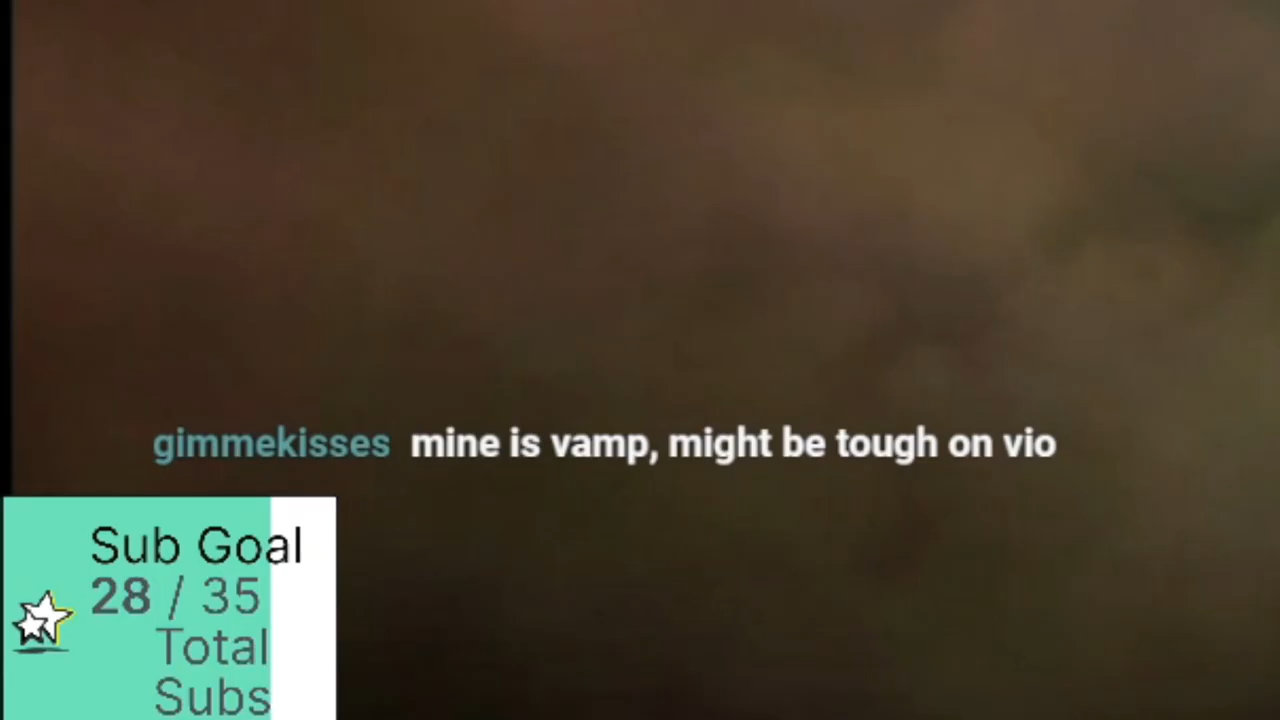 gimmekisses mine is vamp, might be tough on vio
Sub Goal
28 / 35
Total
Subs